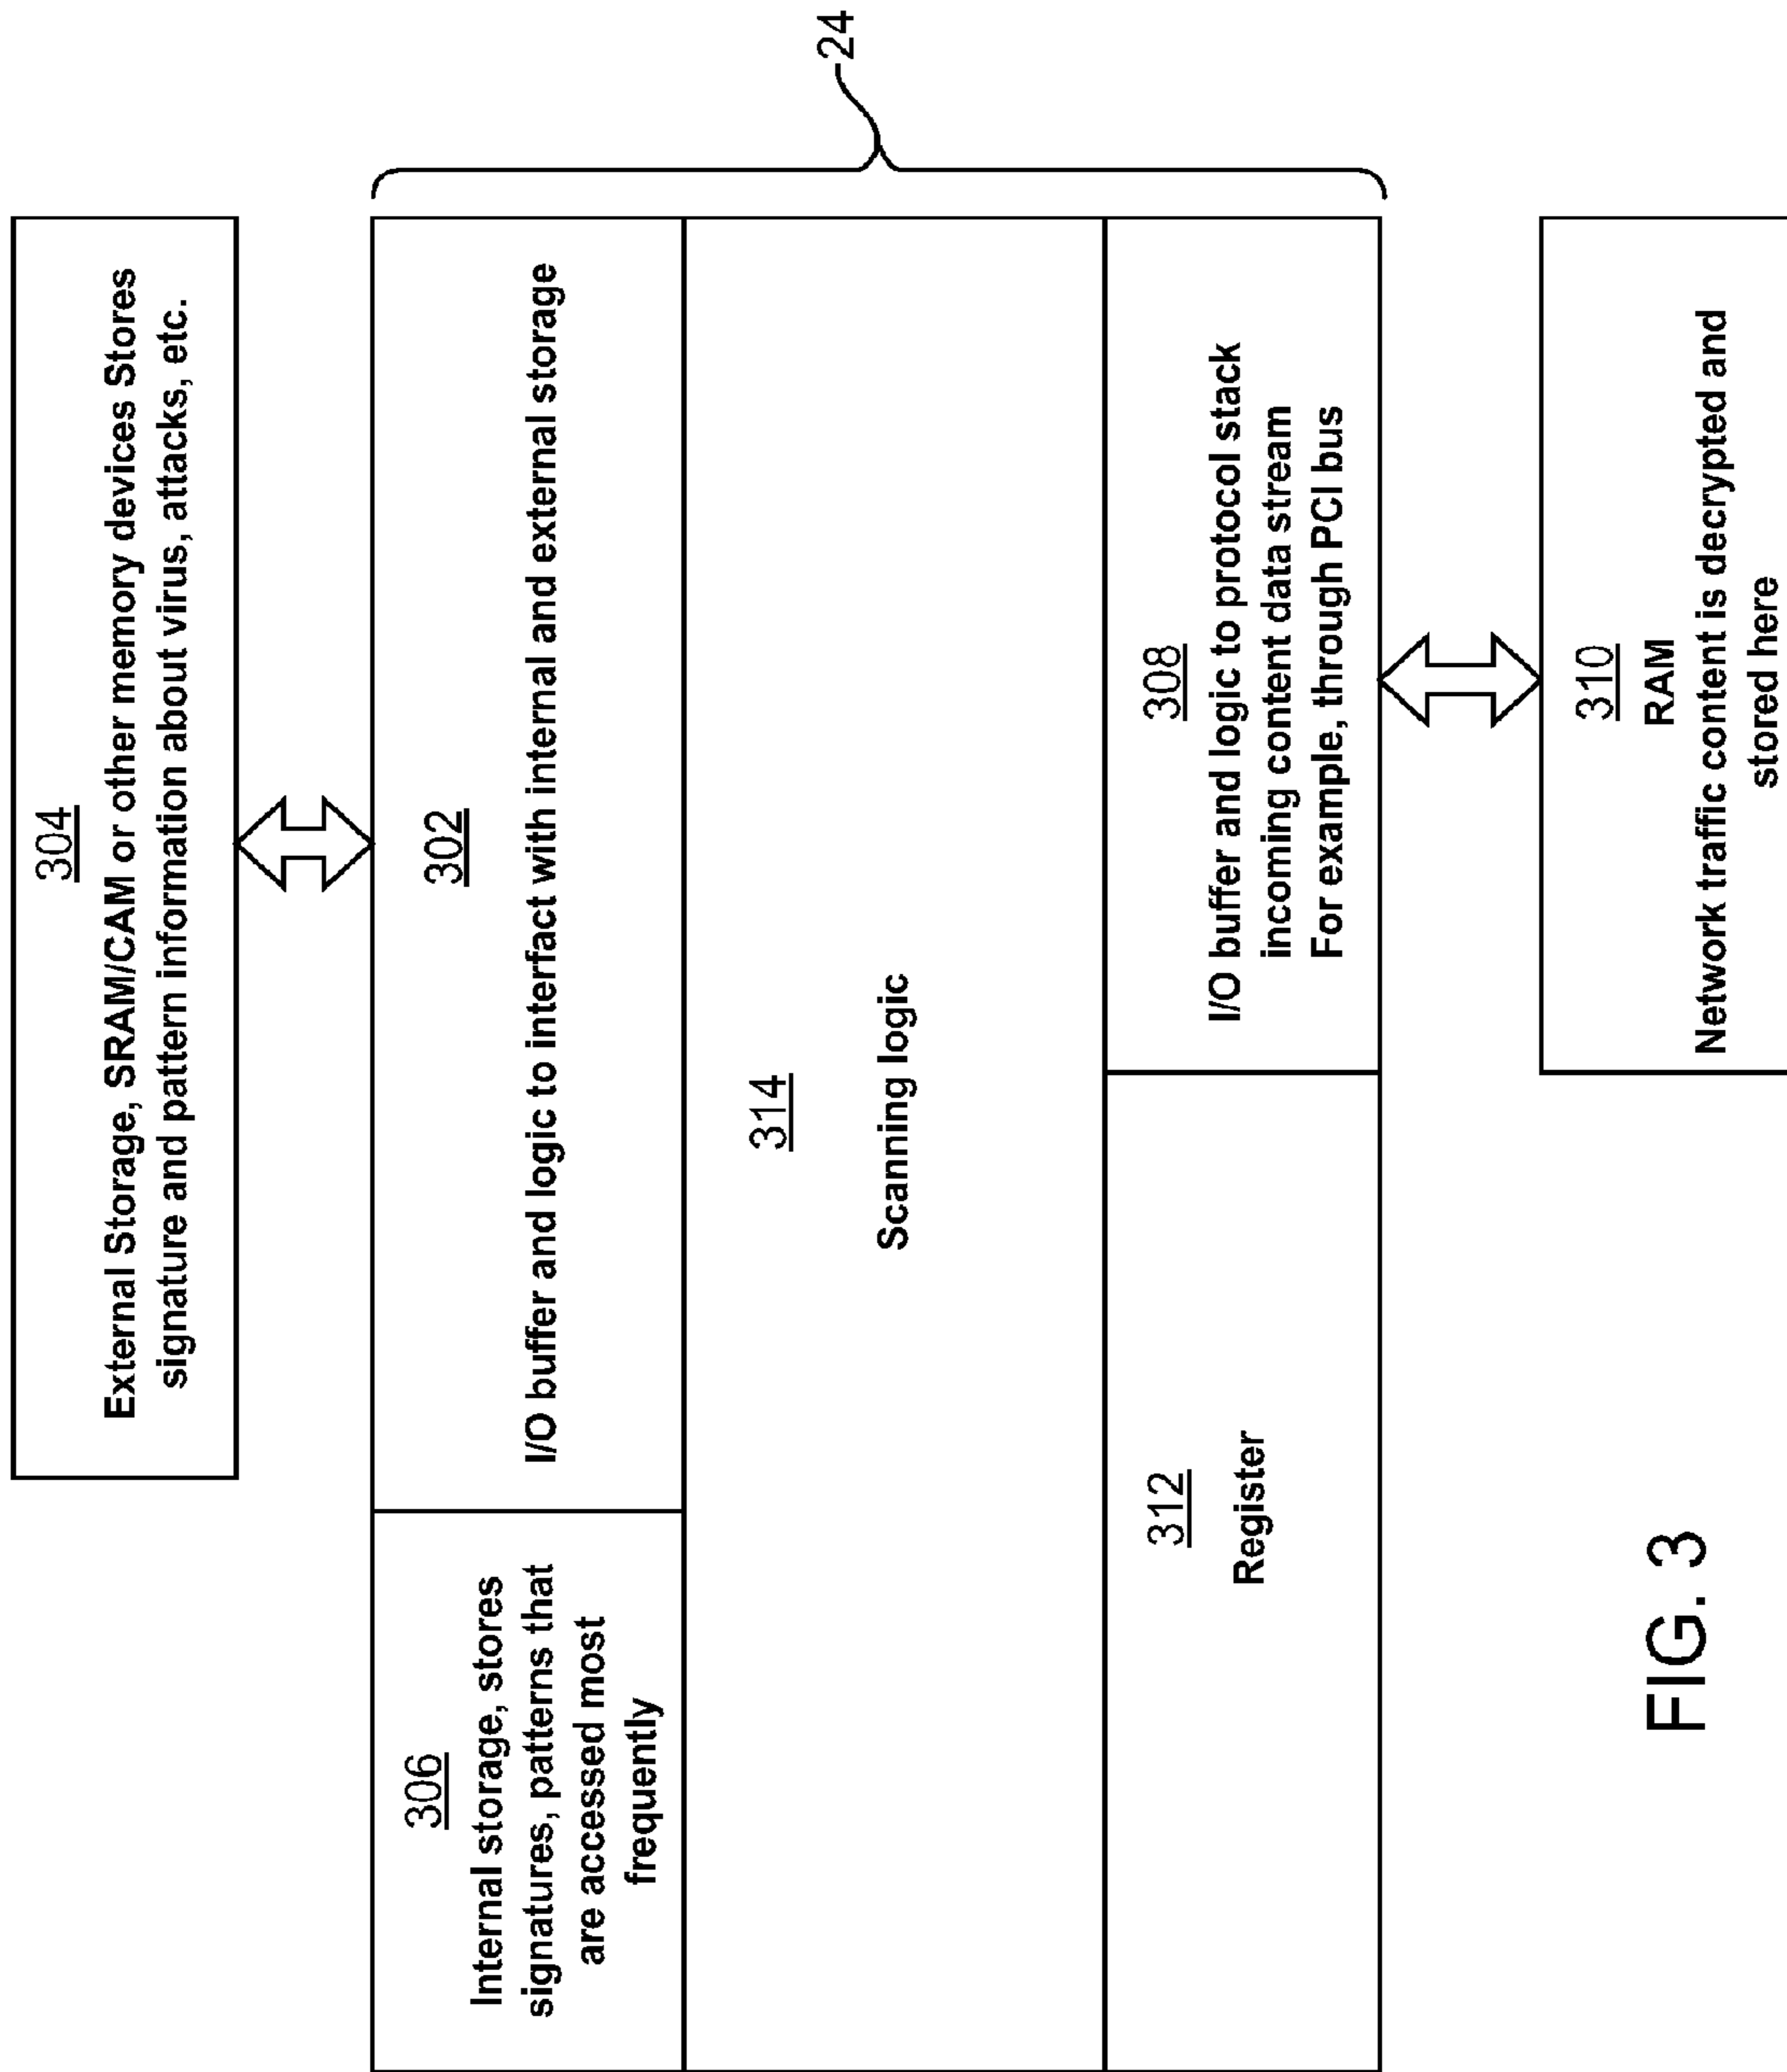 304
External Storage, SRAM/CAM or other memory devices Stores
signature and pattern information about virus, attacks, etc.
306
Internal storage, stores
signatures, patterns that
are accessed most
frequently
302
I/O buffer and logic to interfact with internal and external storage
24
314
Scanning logic
312
Register
308
I/O buffer and logic to protocol stack
incoming content data stream
For example, through PCI bus
310
RAM
Network traffic content is decrypted and
stored here
FIG. 3